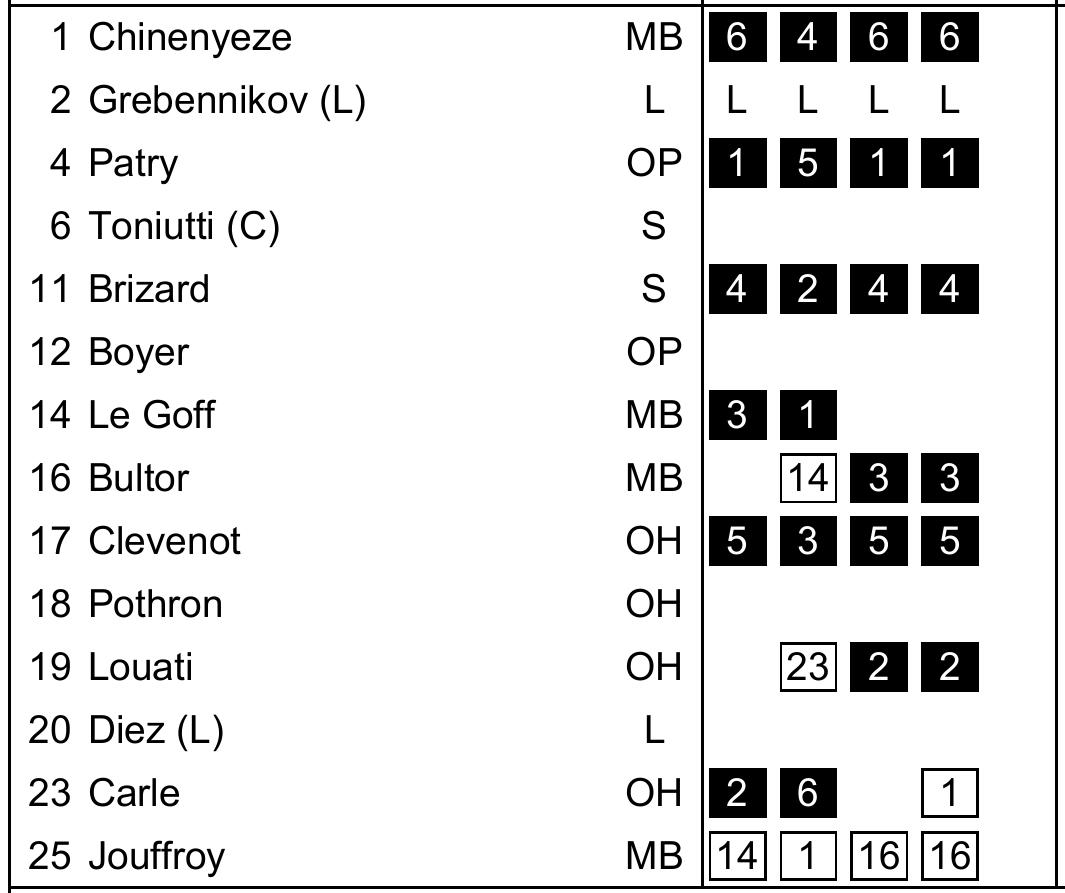 1 Chinenyeze MB 6 4 6 6
2 Grebennikov (L) L L L L L
4 Patry OP 1 5 1 1
6 Toniutti (C) S
11 Brizard S 4 2 4 4
12 Boyer OP
14 Le Goff MB 3 1
16 Bultor MB 14 3 3
17 Clevenot OH 5 3 5 5
18 Pothron OH
19 Louati OH 23 2 2
20 Diez (L) L
23 Carle OH 2 6 1
25 Jouffroy MB 14 1 16 16